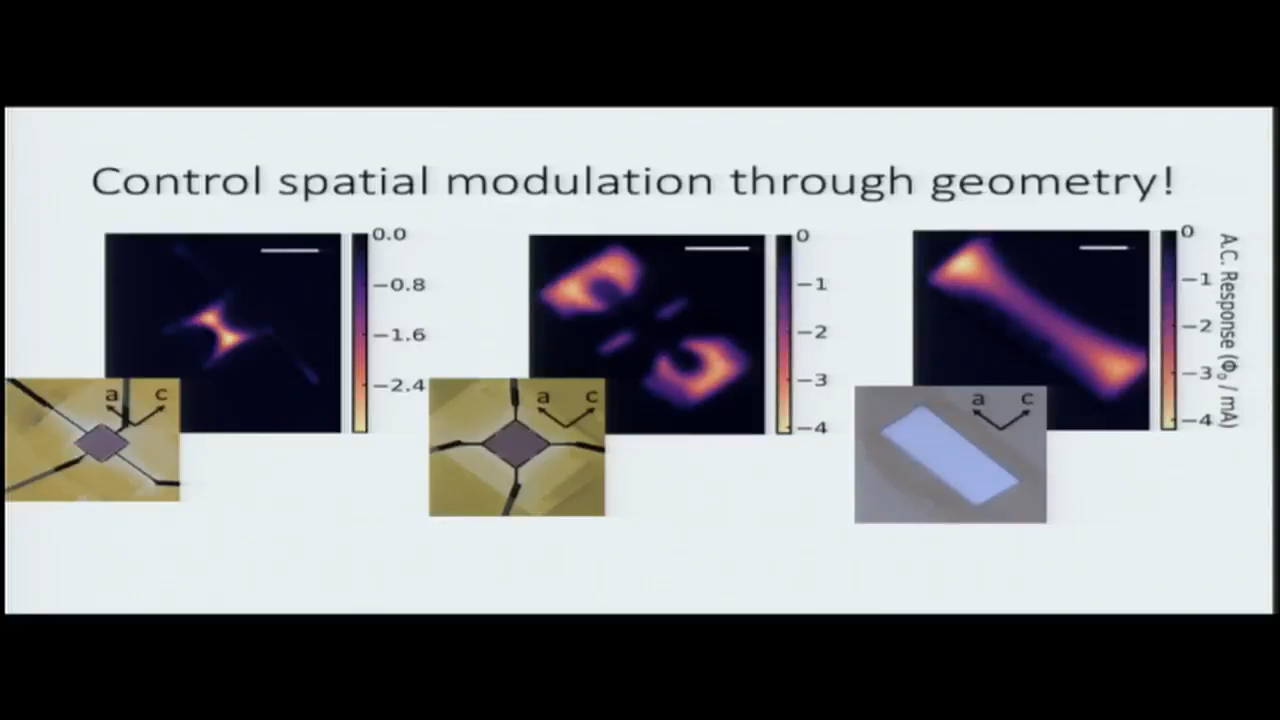 Control spatial modulation through geometry!
0.0
−0.8
−1.6
−2.4
a c
0
−1
−2
−3
−4
a c
0
−1
−2
−3
−4
A.C. Response (Φ₀ / mA)
a c